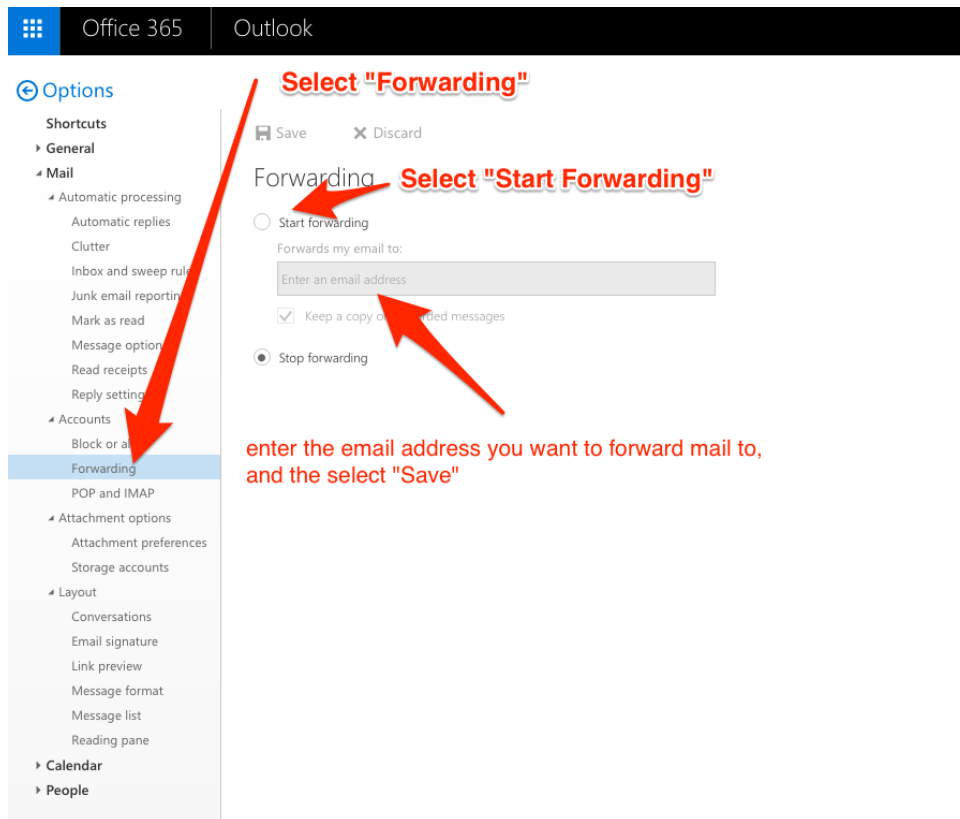 Office 365 Outlook
Options
Select "Forwarding"
Shortcuts
General
Mail
Automatic processing
Automatic replies
Clutter
Inbox and sweep rule
Junk email reportin
Mark as read
Message option
Read receipts
Reply setting
Accounts
Block or al
Forwarding
POP and IMAP
Attachment options
Attachment preferences
Storage accounts
Layout
Conversations
Email signature
Link preview
Message format
Message list
Reading pane
Calendar
People
Save Discard
Forwarding
Select "Start Forwarding"
Start forwarding
Forwards my email to:
Enter an email address
Keep a copy messages
Stop forwarding
enter the email address you want to forward mail to,
and the select "Save"